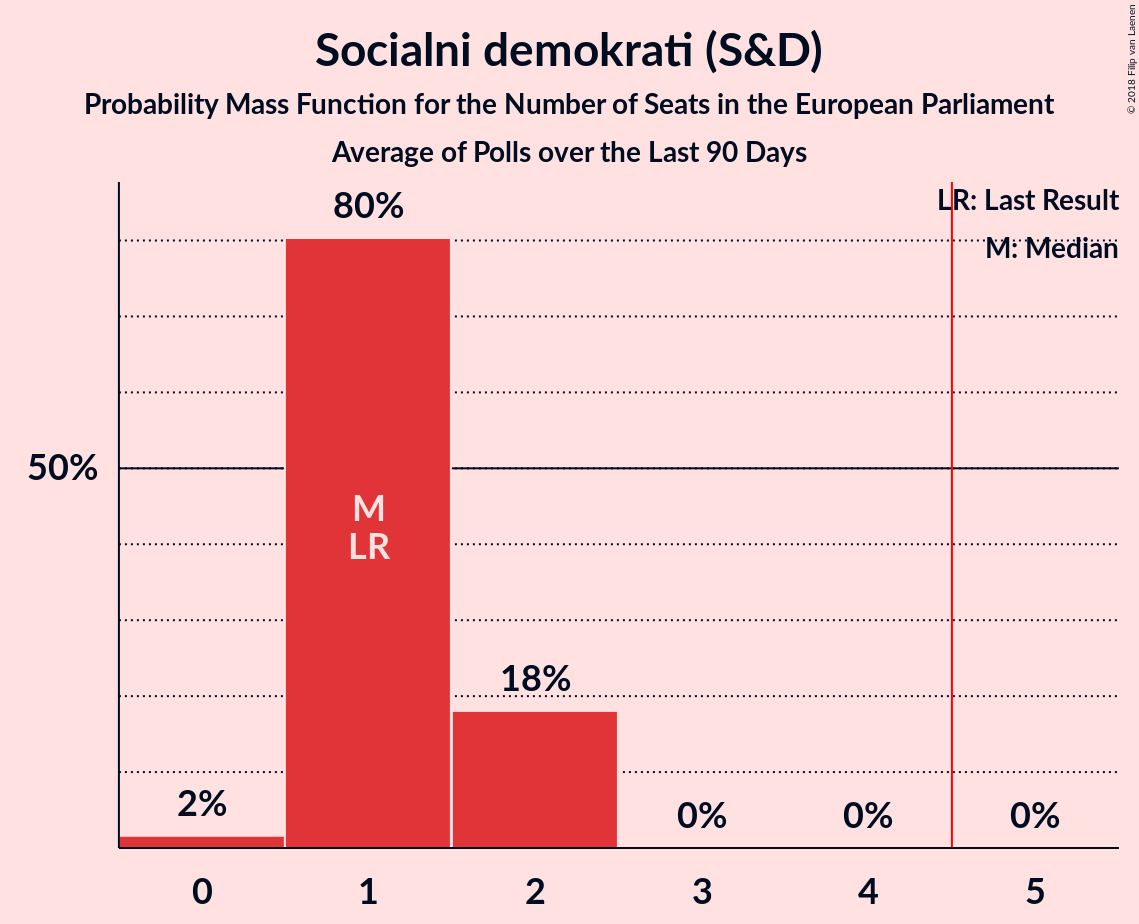 Socialni demokrati (S&D)
Probability Mass Function for the Number of Seats in the European Parliament
Average of Polls over the Last 90 Days
© 2018 Filip van Laenen
LR: Last Result
M: Median
80%
50%
M
LR
18%
2%
0%
0%
0%
0
1
2
3
4
5